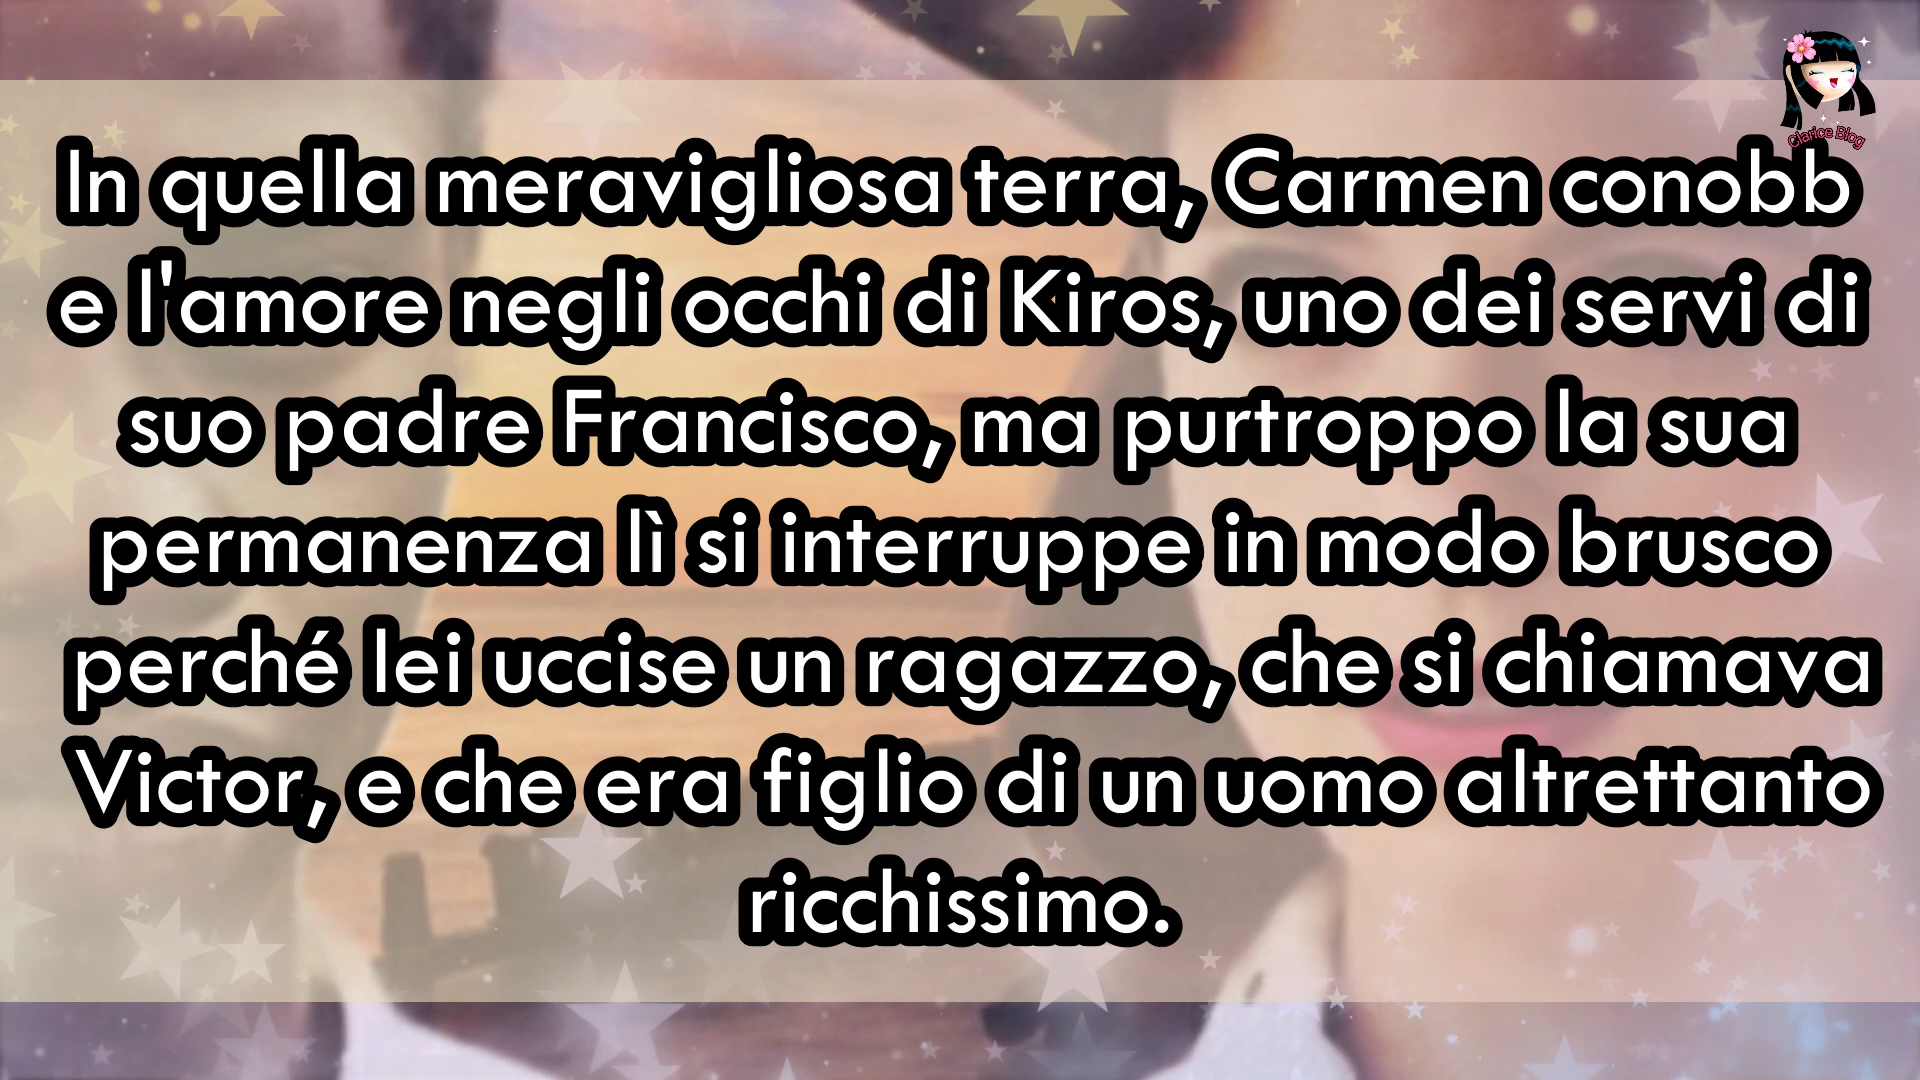 Clarice Blog
In quella meravigliosa terra, Carmen conobb
e l'amore negli occhi di Kiros, uno dei servi di
suo padre Francisco, ma purtroppo la sua
permanenza lì si interruppe in modo brusco
perché lei uccise un ragazzo, che si chiamava
Victor, e che era figlio di un uomo altrettanto
ricchissimo.